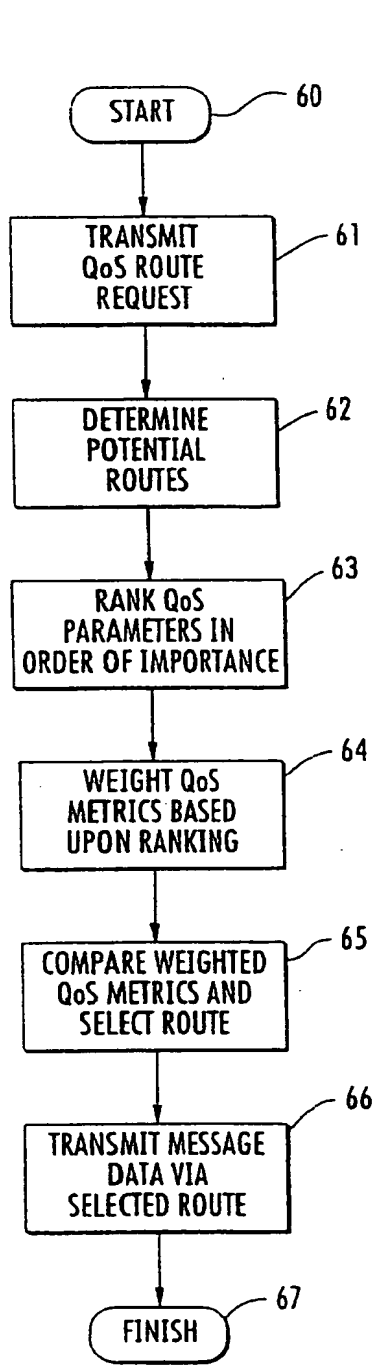 START
60
TRANSMIT
QoS ROUTE
REQUEST
61
DETERMINE
POTENTIAL
ROUTES
62
RANK QoS
PARAMETERS IN
ORDER OF IMPORTANCE
63
WEIGHT QoS
METRICS BASED
UPON RANKING
64
COMPARE WEIGHTED
QoS METRICS AND
SELECT ROUTE
65
TRANSMIT MESSAGE
DATA VIA
SELECTED ROUTE
66
FINISH
67